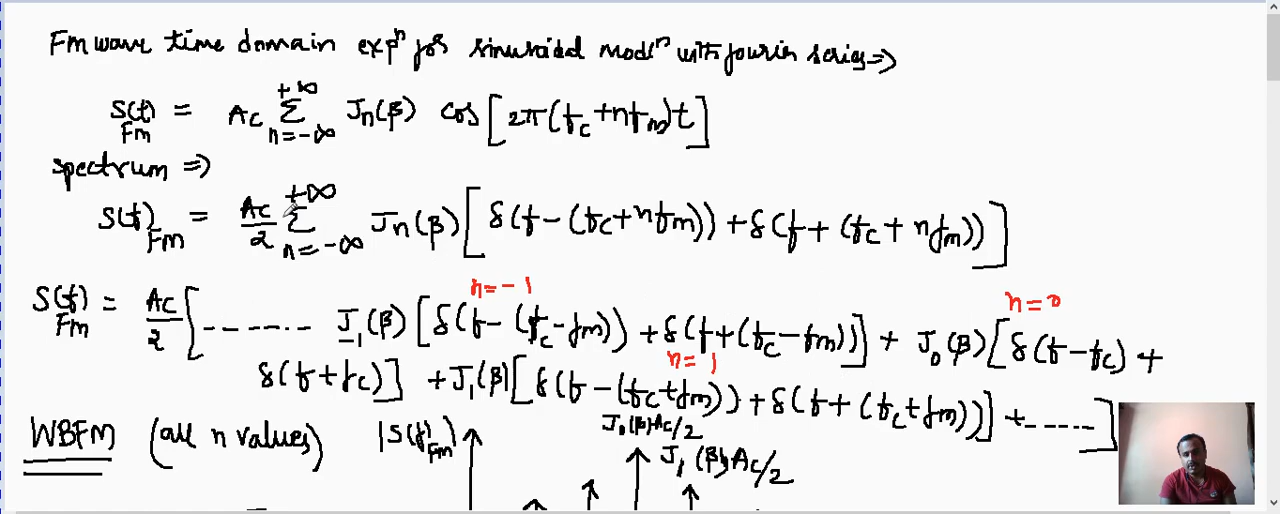 Fm wave time domain expⁿ for sinusoidal modⁿ with fourier series ⇒
S(t)Fm = Ac Σ(n=-∞ to +∞) Jn(β) cos[2π(fc+nfm)t]
spectrum ⇒
S(f)Fm = Ac/2 Σ(n=-∞ to +∞) Jn(β)[δ(f-(fc+nfm))+δ(f+(fc+nfm))]
n=-1
n=0
S(f)Fm = Ac/2 [------- J₋₁(β)[δ(f-(fc-fm))+δ(f+(fc-fm))] + J₀(β)[δ(f-fc)+
n=1
δ(f+fc)] +J₁(β)[δ(f-(fc+fm))+δ(f+(fc+fm))]+-----]
WBFM (all n values) |S(f)Fm|
J₀(β)Ac/2
J₁(β)Ac/2